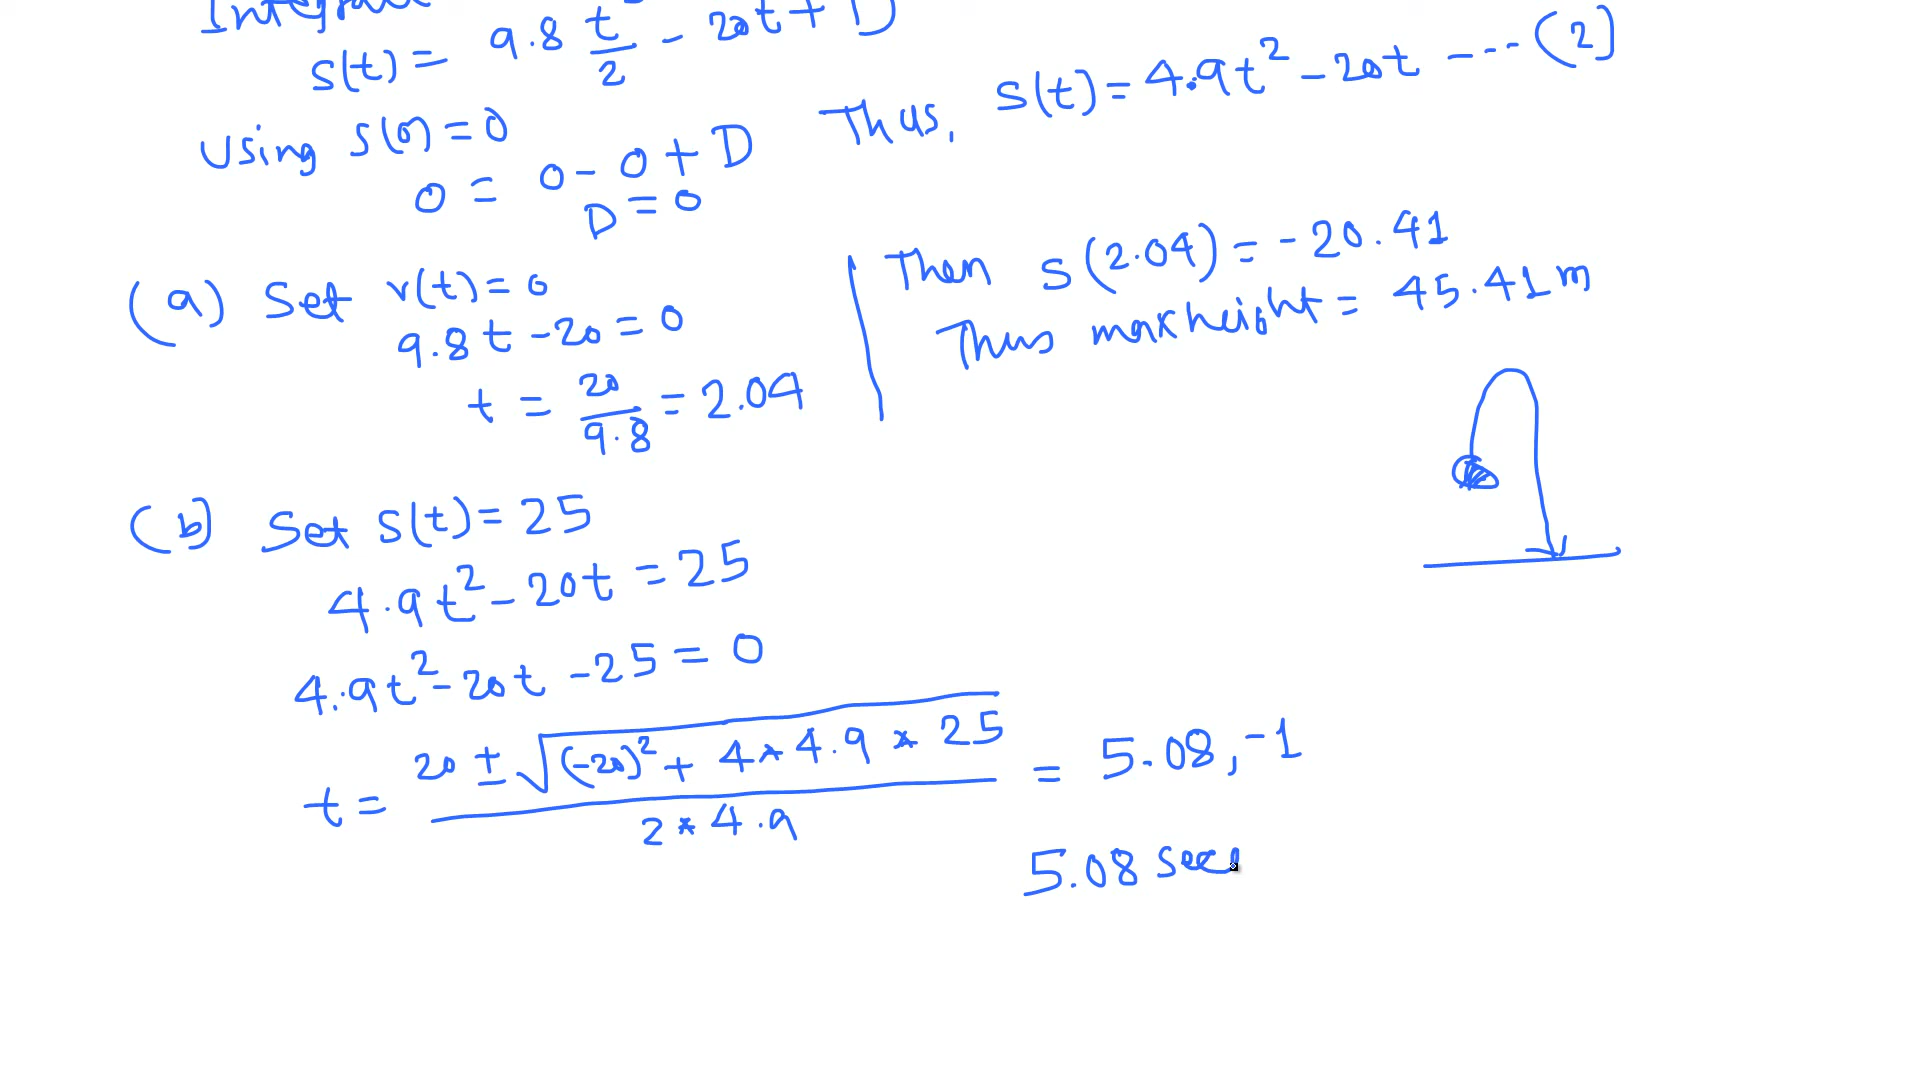 Integrate
s(t) = 9.8 t²/2 - 20t + D
Using s(0) = 0
0 = 0 - 0 + D
D = 0
Thus, s(t) = 4.9t² - 20t ---- (2)
(a) Set v(t) = 0
9.8t - 20 = 0
t = 20/9.8 = 2.04
Then s(2.04) = -20.41
Thus max height = 45.41 m
(b) Set s(t) = 25
4.9t² - 20t = 25
4.9t² - 20t - 25 = 0
t = (20 ± √((-20)² + 4*4.9*25))/(2*4.9) = 5.08, -1
5.08 secs